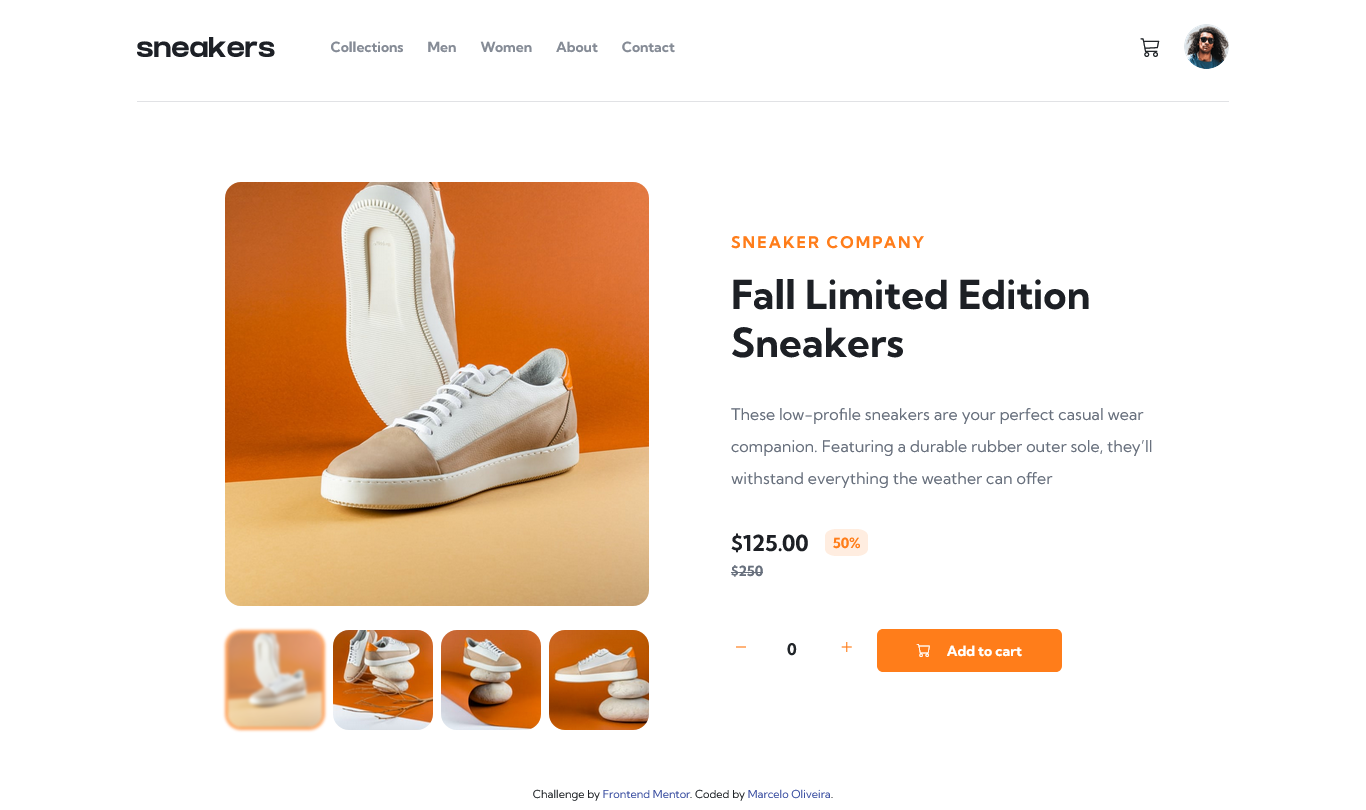 sneakers
Collections Men Women About Contact
SNEAKER COMPANY
Fall Limited Edition
Sneakers
These low-profile sneakers are your perfect casual wear
companion. Featuring a durable rubber outer sole, they'll
withstand everything the weather can offer
$125.00 50%
$250
− 0 + Add to cart
Challenge by Frontend Mentor. Coded by Marcelo Oliveira.